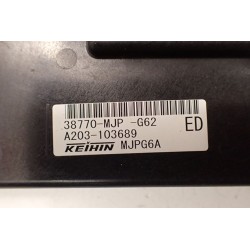 38770-MJP -G62
ED
A203-103689
KEIHIN MJPG6A